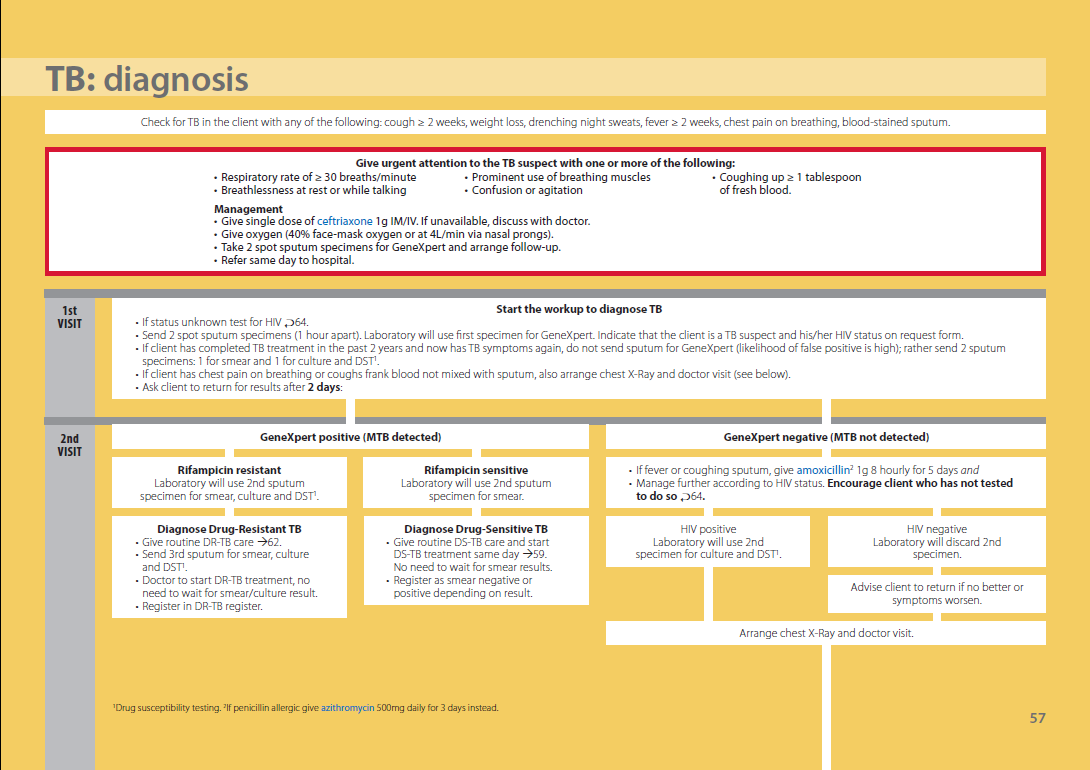 TB: diagnosis
Check for TB in the client with any of the following: cough ≥ 2 weeks, weight loss, drenching night sweats, fever ≥ 2 weeks, chest pain on breathing, blood-stained sputum.
Give urgent attention to the TB suspect with one or more of the following:
• Respiratory rate of ≥ 30 breaths/minute
• Breathlessness at rest or while talking
• Prominent use of breathing muscles
• Confusion or agitation
• Coughing up ≥ 1 tablespoon
of fresh blood.
Management
• Give single dose of ceftriaxone 1g IM/IV. If unavailable, discuss with doctor.
• Give oxygen (40% face-mask oxygen or at 4L/min via nasal prongs).
• Take 2 spot sputum specimens for GeneXpert and arrange follow-up.
• Refer same day to hospital.
1st
VISIT
Start the workup to diagnose TB
• If status unknown test for HIV ⮌64.
• Send 2 spot sputum specimens (1 hour apart). Laboratory will use first specimen for GeneXpert. Indicate that the client is a TB suspect and his/her HIV status on request form.
• If client has completed TB treatment in the past 2 years and now has TB symptoms again, do not send sputum for GeneXpert (likelihood of false positive is high); rather send 2 sputum
specimens: 1 for smear and 1 for culture and DST¹.
• If client has chest pain on breathing or coughs frank blood not mixed with sputum, also arrange chest X-Ray and doctor visit (see below).
• Ask client to return for results after 2 days:
2nd
VISIT
GeneXpert positive (MTB detected)
Rifampicin resistant
Laboratory will use 2nd sputum
specimen for smear, culture and DST¹.
Diagnose Drug-Resistant TB
• Give routine DR-TB care →62.
• Send 3rd sputum for smear, culture
and DST¹.
• Doctor to start DR-TB treatment, no
need to wait for smear/culture result.
• Register in DR-TB register.
Rifampicin sensitive
Laboratory will use 2nd sputum
specimen for smear.
Diagnose Drug-Sensitive TB
• Give routine DS-TB care and start
DS-TB treatment same day →59.
No need to wait for smear results.
• Register as smear negative or
positive depending on result.
GeneXpert negative (MTB not detected)
• If fever or coughing sputum, give amoxicillin² 1g 8 hourly for 5 days and
• Manage further according to HIV status. Encourage client who has not tested
to do so ⮌64.
HIV positive
Laboratory will use 2nd
specimen for culture and DST¹.
HIV negative
Laboratory will discard 2nd
specimen.
Advise client to return if no better or
symptoms worsen.
Arrange chest X-Ray and doctor visit.
¹Drug susceptibility testing. ²If penicillin allergic give azithromycin 500mg daily for 3 days instead.
57